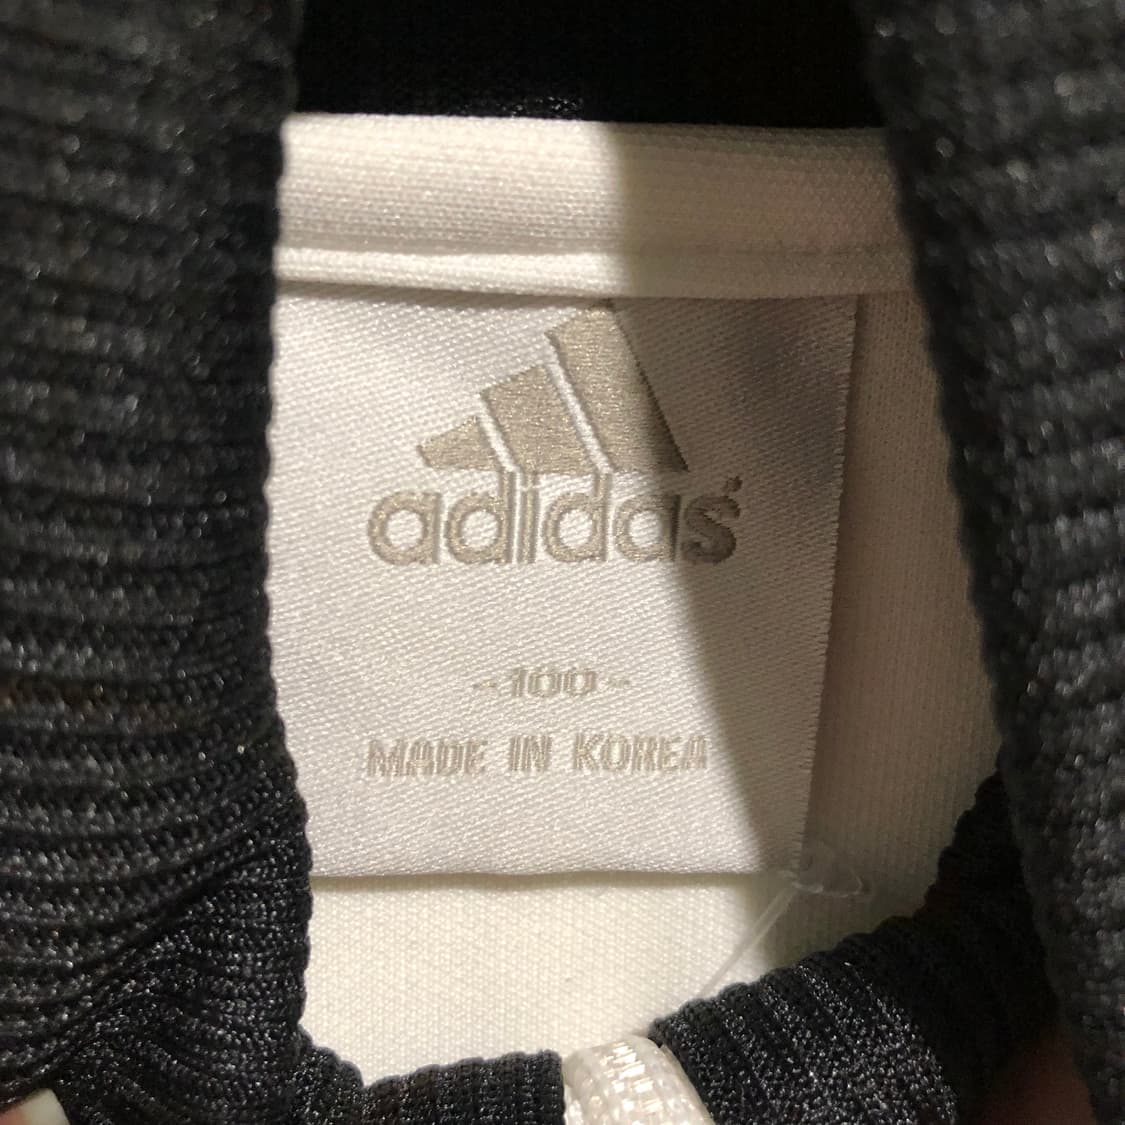 adidas
- 100 -
MADE IN KOREA